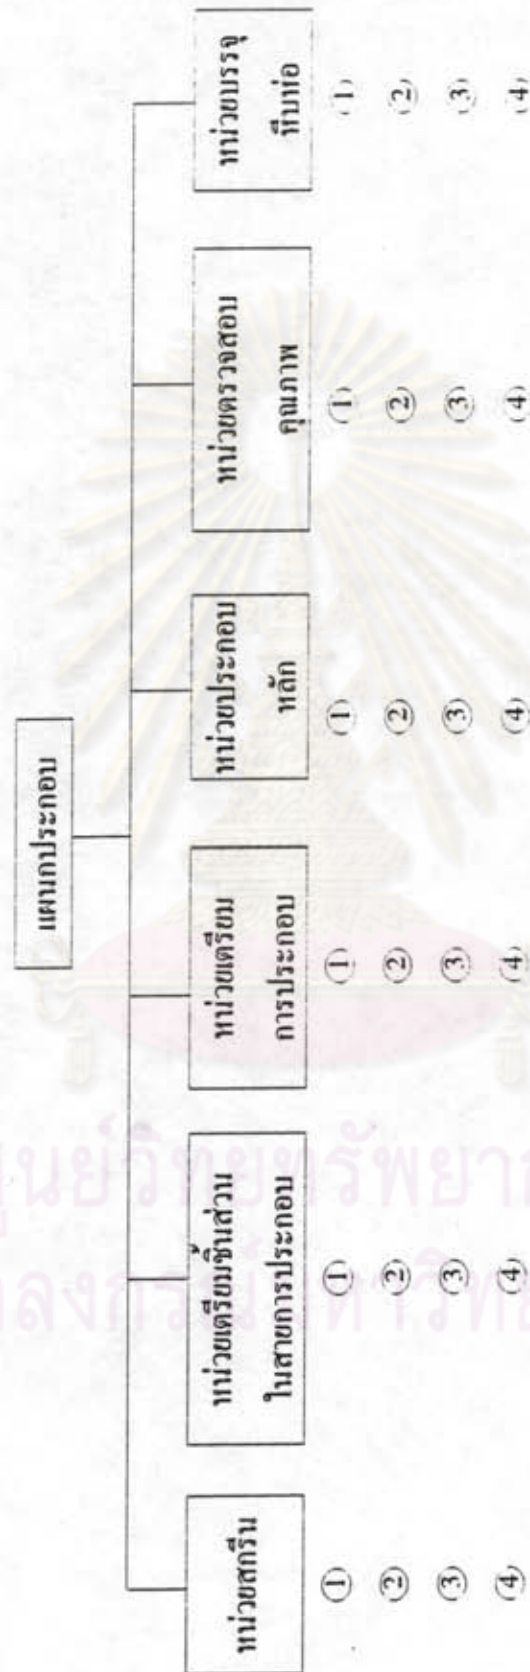 แผนกประกอบ
หน่วยสกรีน
① ② ③ ④
หน่วยเตรียมชิ้นส่วน
ในสายการประกอบ
① ② ③ ④
หน่วยเตรียม
การประกอบ
① ② ③ ④
หน่วยประกอบ
หลัก
① ② ③ ④
หน่วยตรวจสอบ
คุณภาพ
① ② ③ ④
หน่วยบรรจุ
หีบห่อ
① ② ③ ④